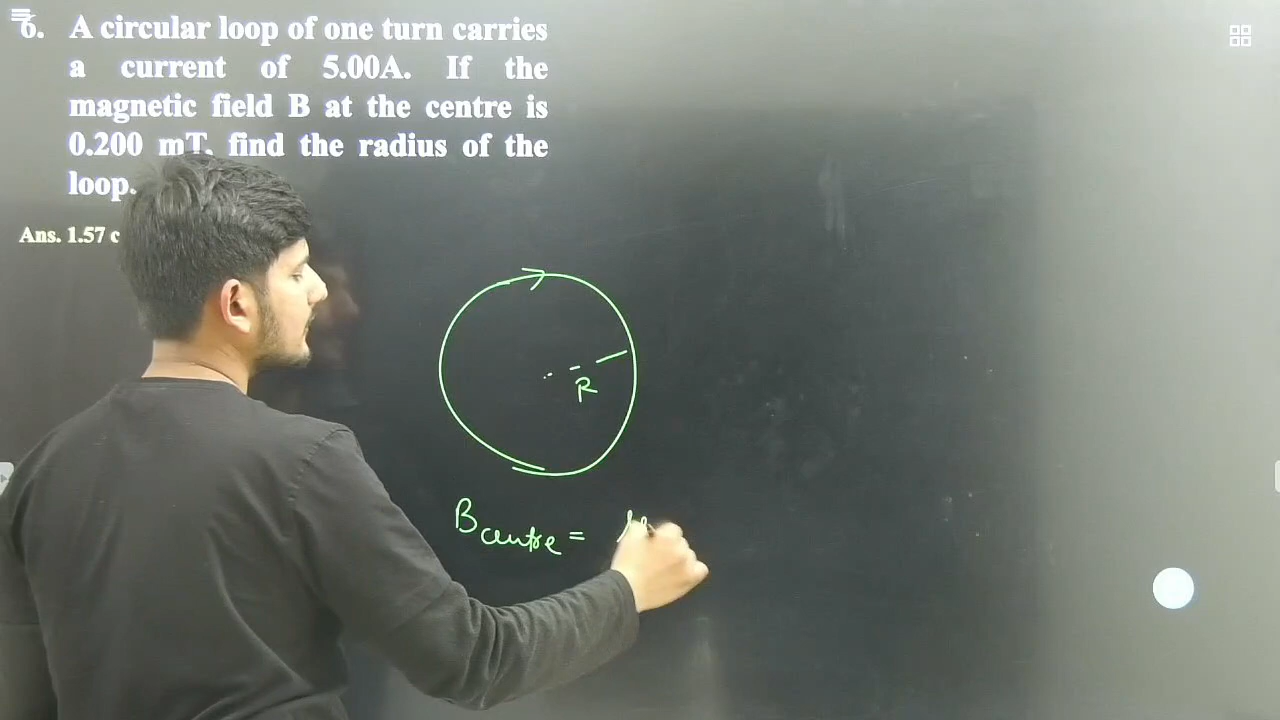 6. A circular loop of one turn carries
a current of 5.00A. If the
magnetic field B at the centre is
0.200 mT, find the radius of the
loop.
Ans. 1.57 c
R
B centre =